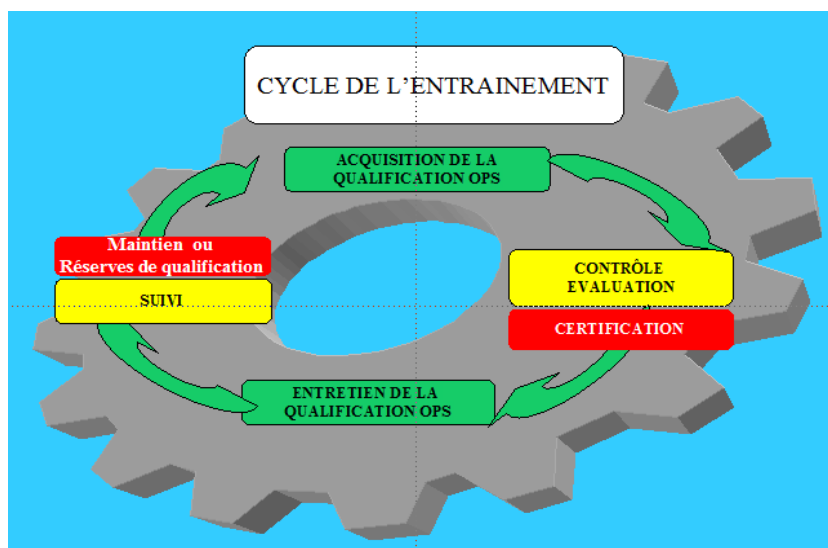 CYCLE DE L'ENTRAINEMENT
ACQUISITION DE LA
QUALIFICATION OPS
Maintien ou
Réserves de qualification
SUIVI
CONTRÔLE
EVALUATION
CERTIFICATION
ENTRETIEN DE LA
QUALIFICATION OPS